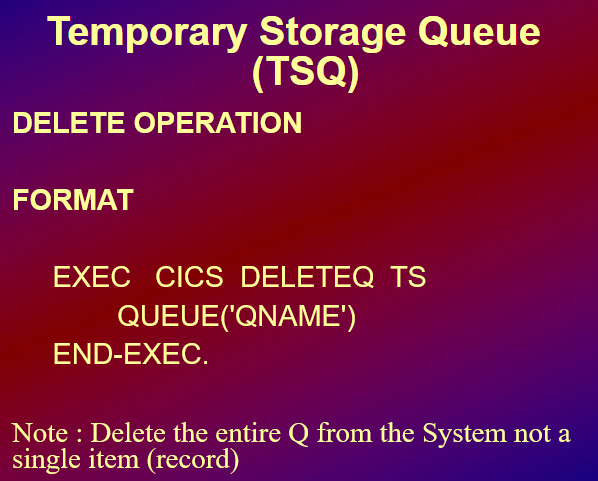 Temporary Storage Queue
(TSQ)
DELETE OPERATION
FORMAT
EXEC CICS DELETEQ TS
QUEUE('QNAME')
END-EXEC.
Note : Delete the entire Q from the System not a
single item (record)